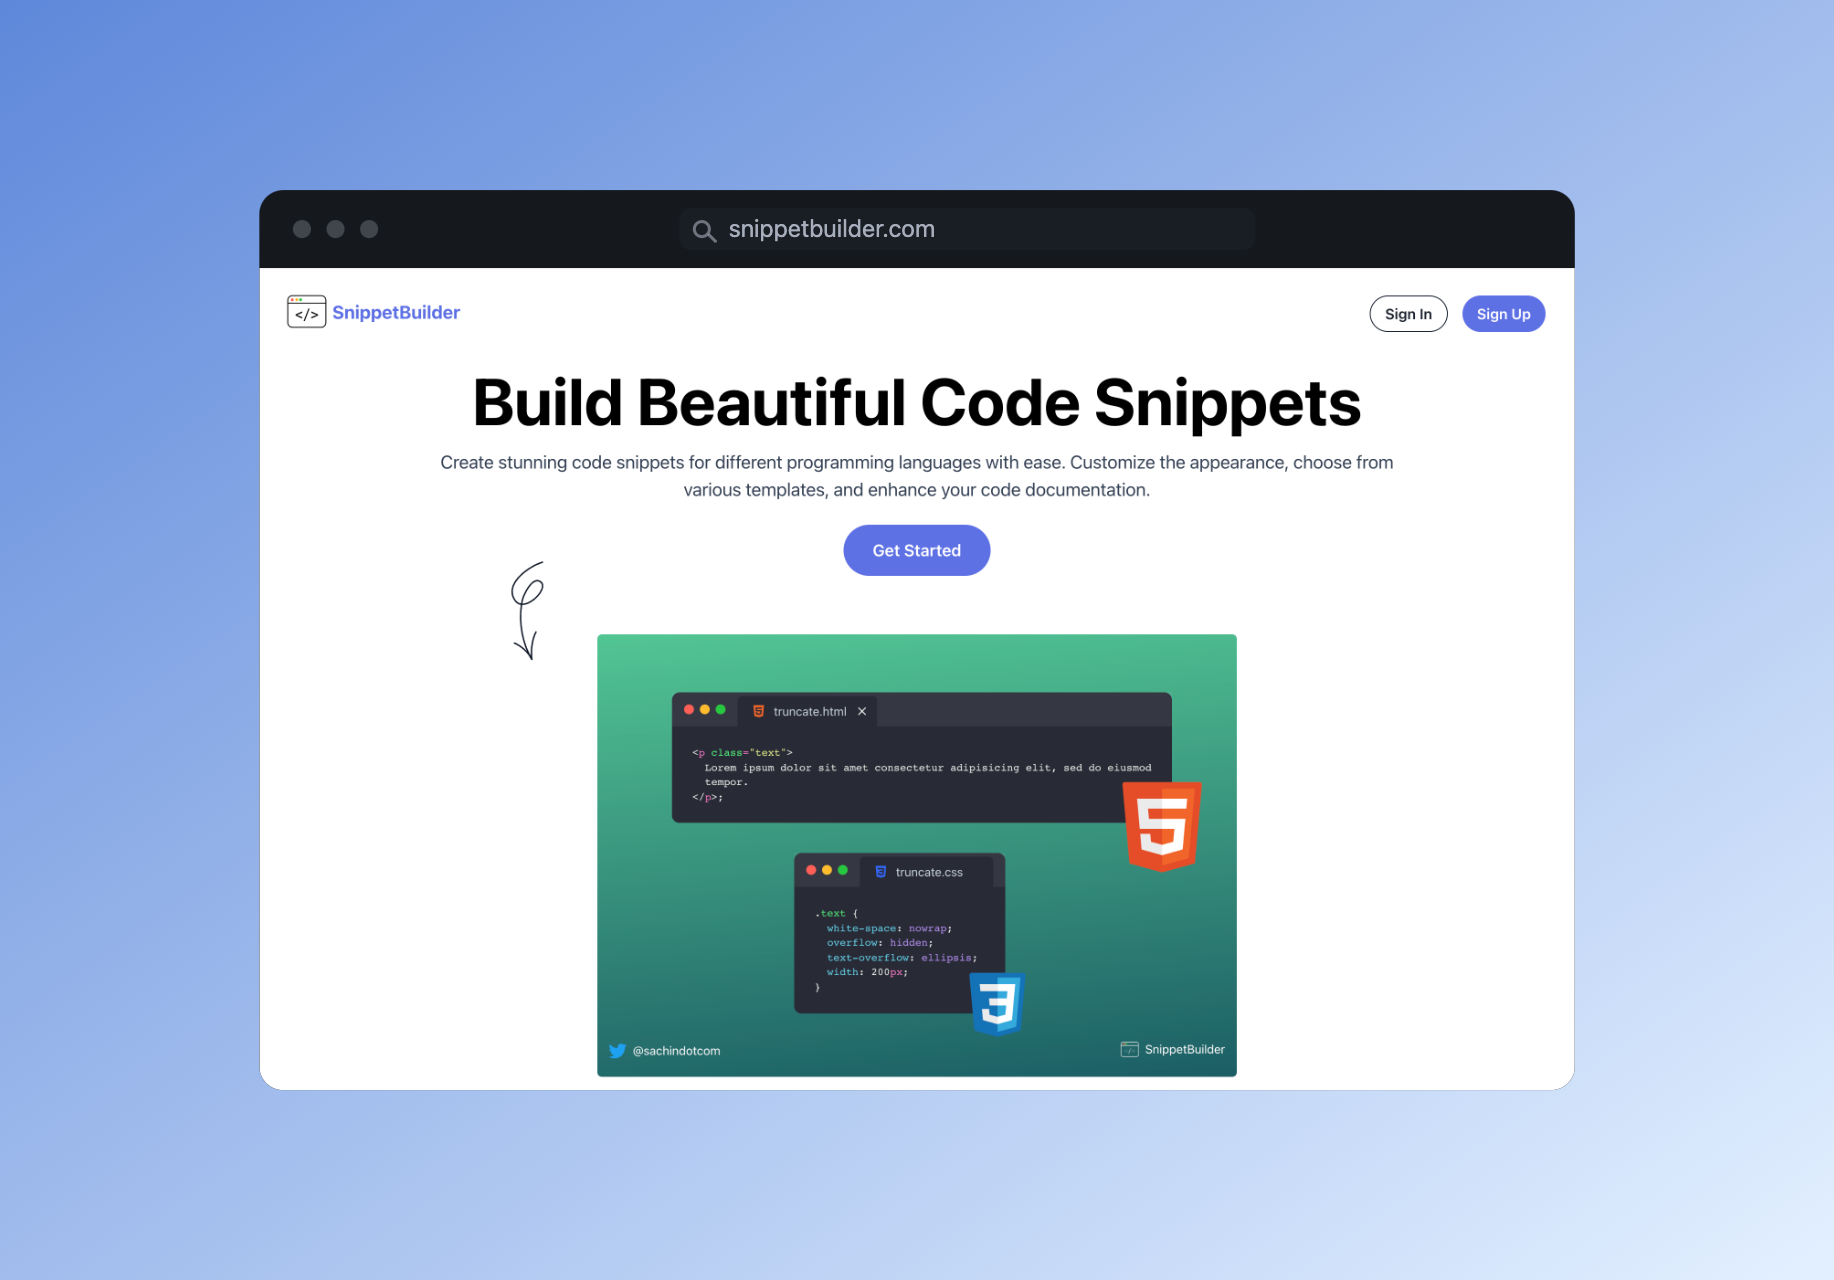 snippetbuilder.com
</> SnippetBuilder
Sign In
Sign Up
Build Beautiful Code Snippets
Create stunning code snippets for different programming languages with ease. Customize the appearance, choose from
various templates, and enhance your code documentation.
Get Started
truncate.html
<p class="text">
Lorem ipsum dolor sit amet consectetur adipisicing elit, sed do eiusmod
tempor.
</p>;
5
truncate.css
.text {
white-space: nowrap;
overflow: hidden;
text-overflow: ellipsis;
width: 200px;
}
3
@sachindotcom
</> SnippetBuilder